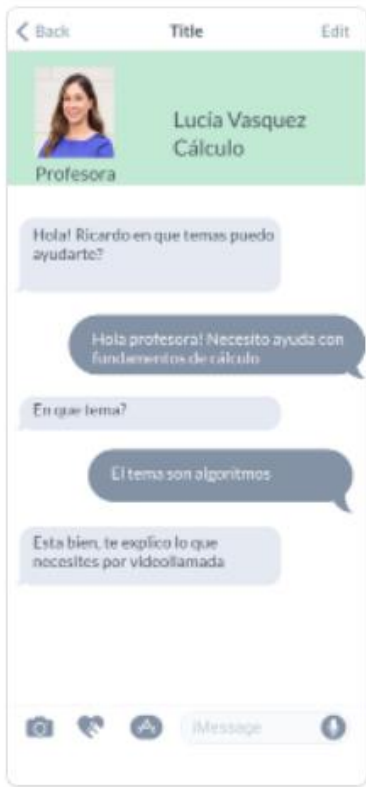 Back Title Edit
Lucía Vasquez
Cálculo
Profesora
Hola! Ricardo en que temas puedo
ayudarte?
Hola profesora! Necesito ayuda con
fundamentos de cálculo
En que tema?
El tema son algoritmos
Esta bien, te explico lo que
necesites por videollamada
iMessage